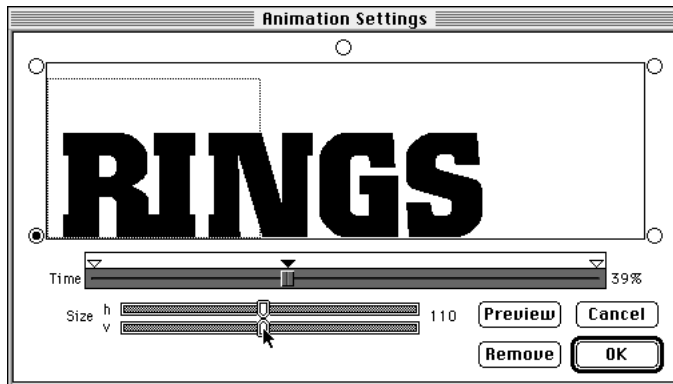 Animation Settings
RINGS
Time 39%
Size h
v 110
Preview Cancel
Remove OK